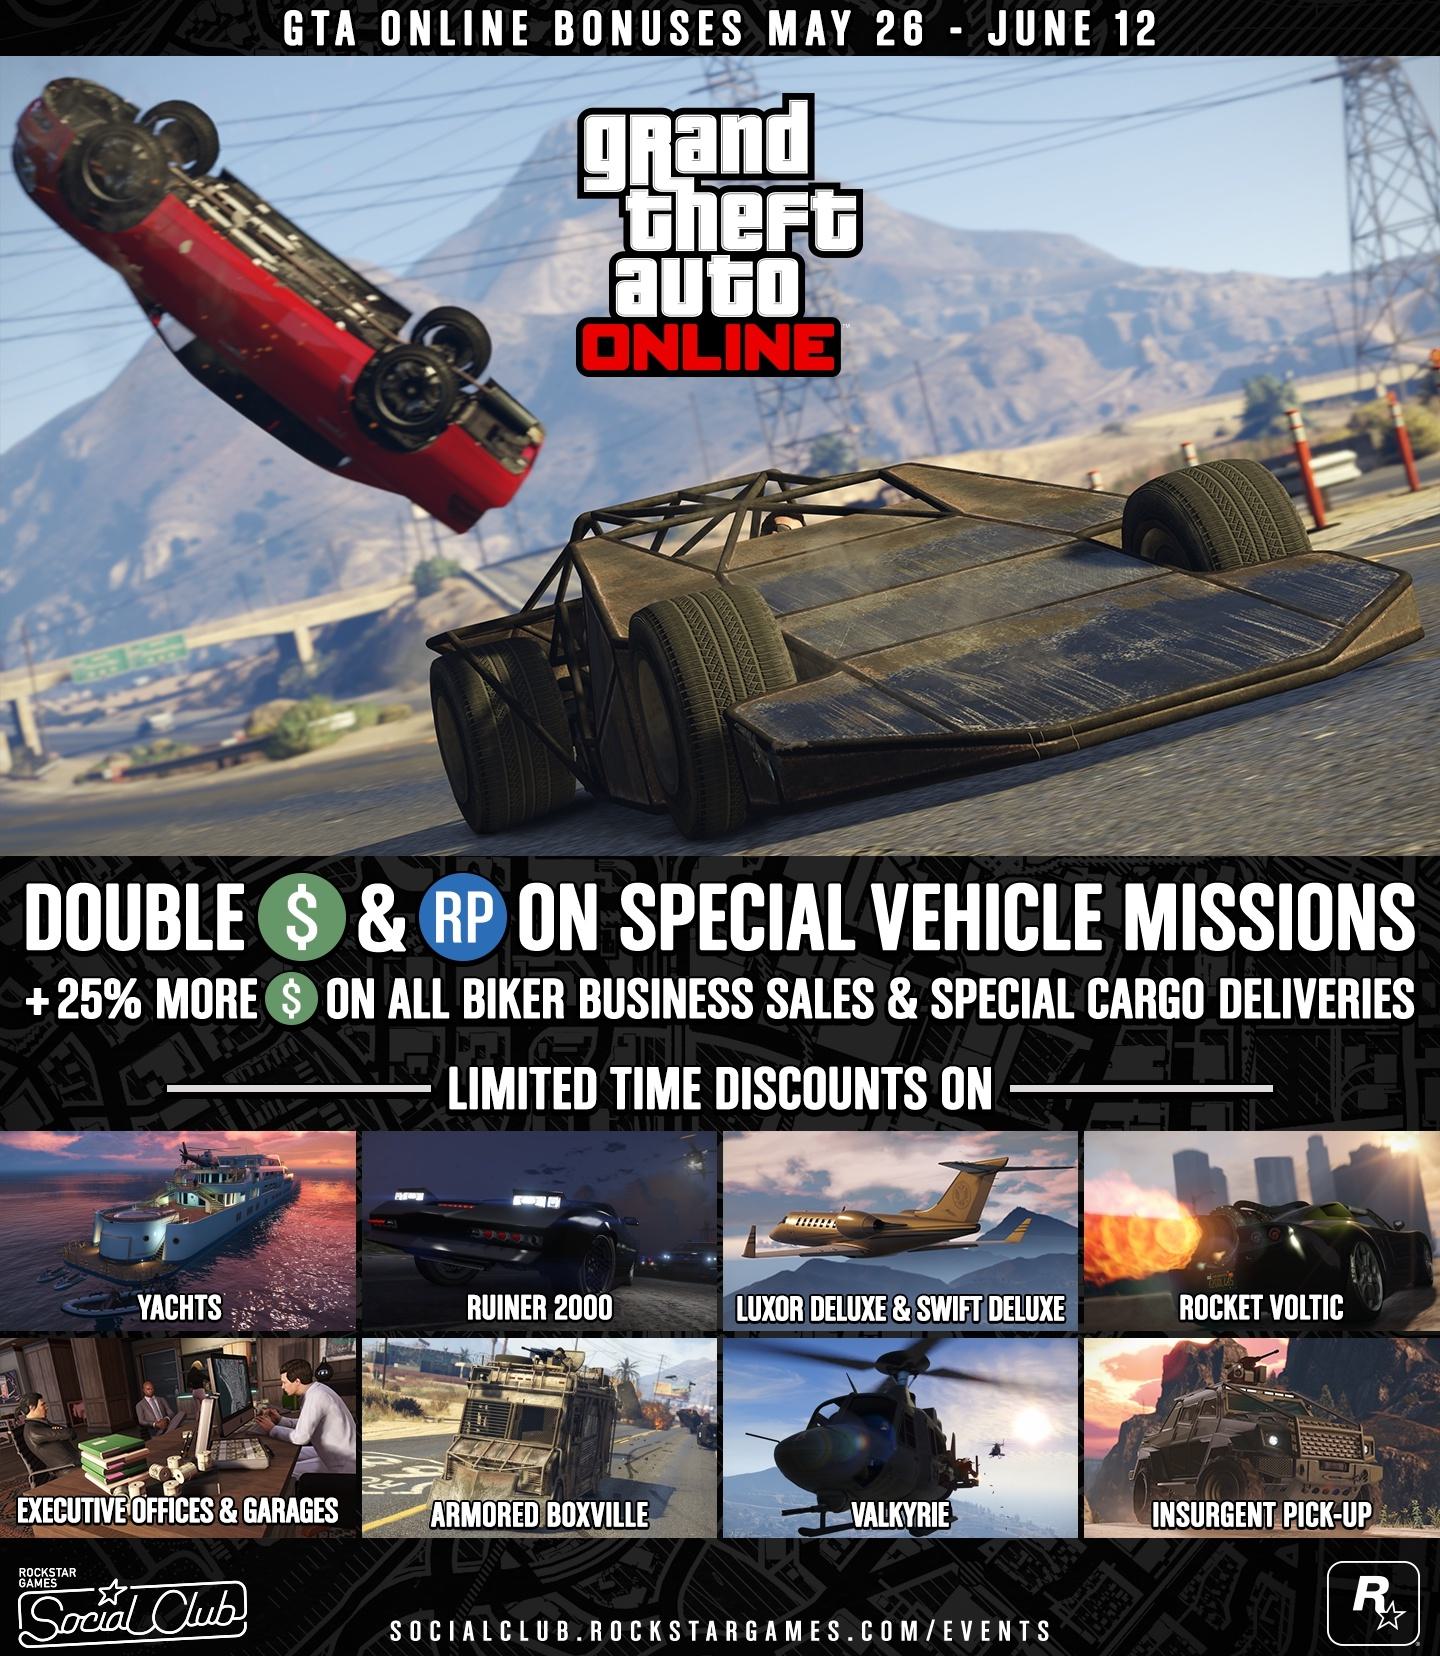 GTA ONLINE BONUSES MAY 26 - JUNE 12
grand
theft
auto
ONLINE
™
DOUBLE $ & RP ON SPECIAL VEHICLE MISSIONS
+ 25% MORE $ ON ALL BIKER BUSINESS SALES & SPECIAL CARGO DELIVERIES
LIMITED TIME DISCOUNTS ON
YACHTS
RUINER 2000
LUXOR DELUXE & SWIFT DELUXE
ROCKET VOLTIC
EXECUTIVE OFFICES & GARAGES
ARMORED BOXVILLE
VALKYRIE
INSURGENT PICK-UP
ROCKSTAR
GAMES
Social Club
SOCIALCLUB.ROCKSTARGAMES.COM/EVENTS
R